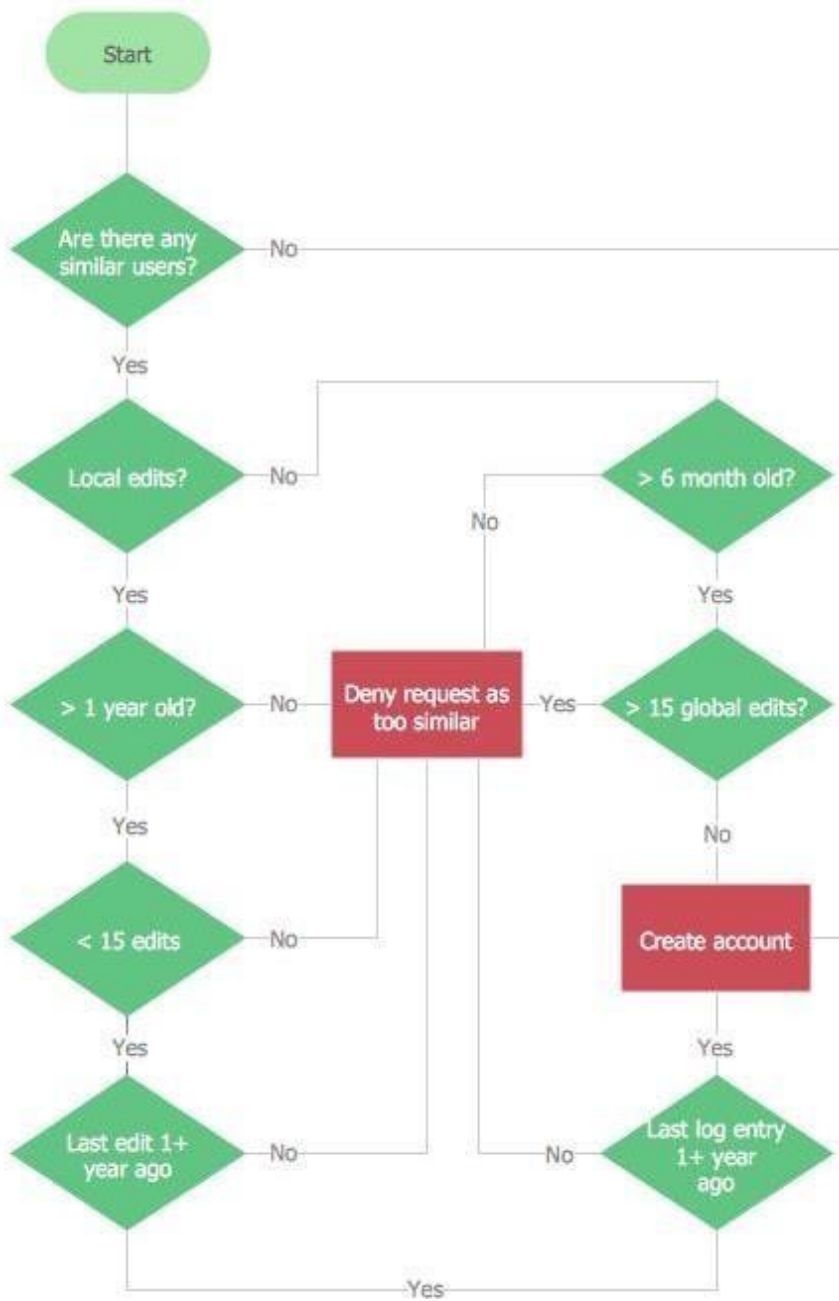 Start
Are there any
similar users?
No
Yes
Local edits?
No
> 6 month old?
No
Yes
Yes
> 1 year old?
No
Deny request as
too similar
Yes
> 15 global edits?
Yes
No
< 15 edits
No
Create account
Yes
Yes
Last edit 1+
year ago
No
No
Last log entry
1+ year
ago
Yes